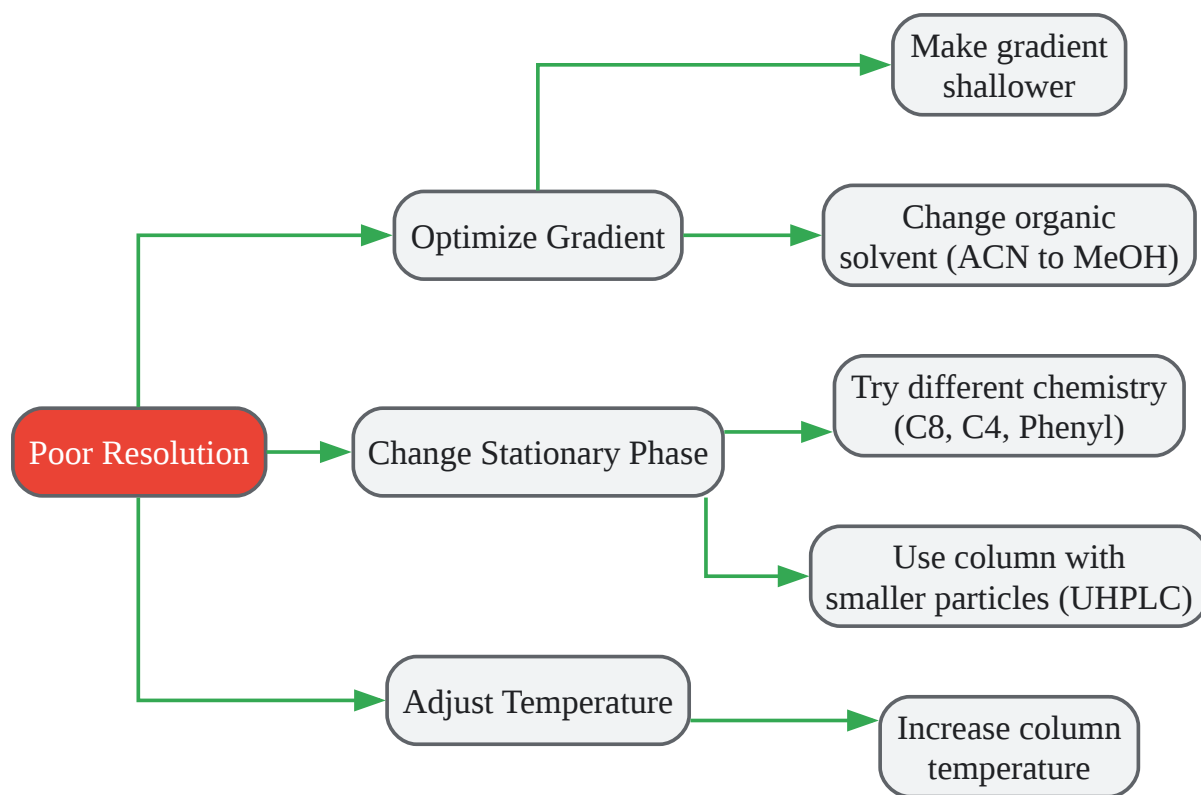 Make gradient
shallower
Optimize Gradient
Change organic
solvent (ACN to MeOH)
Poor Resolution
Change Stationary Phase
Try different chemistry
(C8, C4, Phenyl)
Use column with
smaller particles (UHPLC)
Adjust Temperature
Increase column
temperature